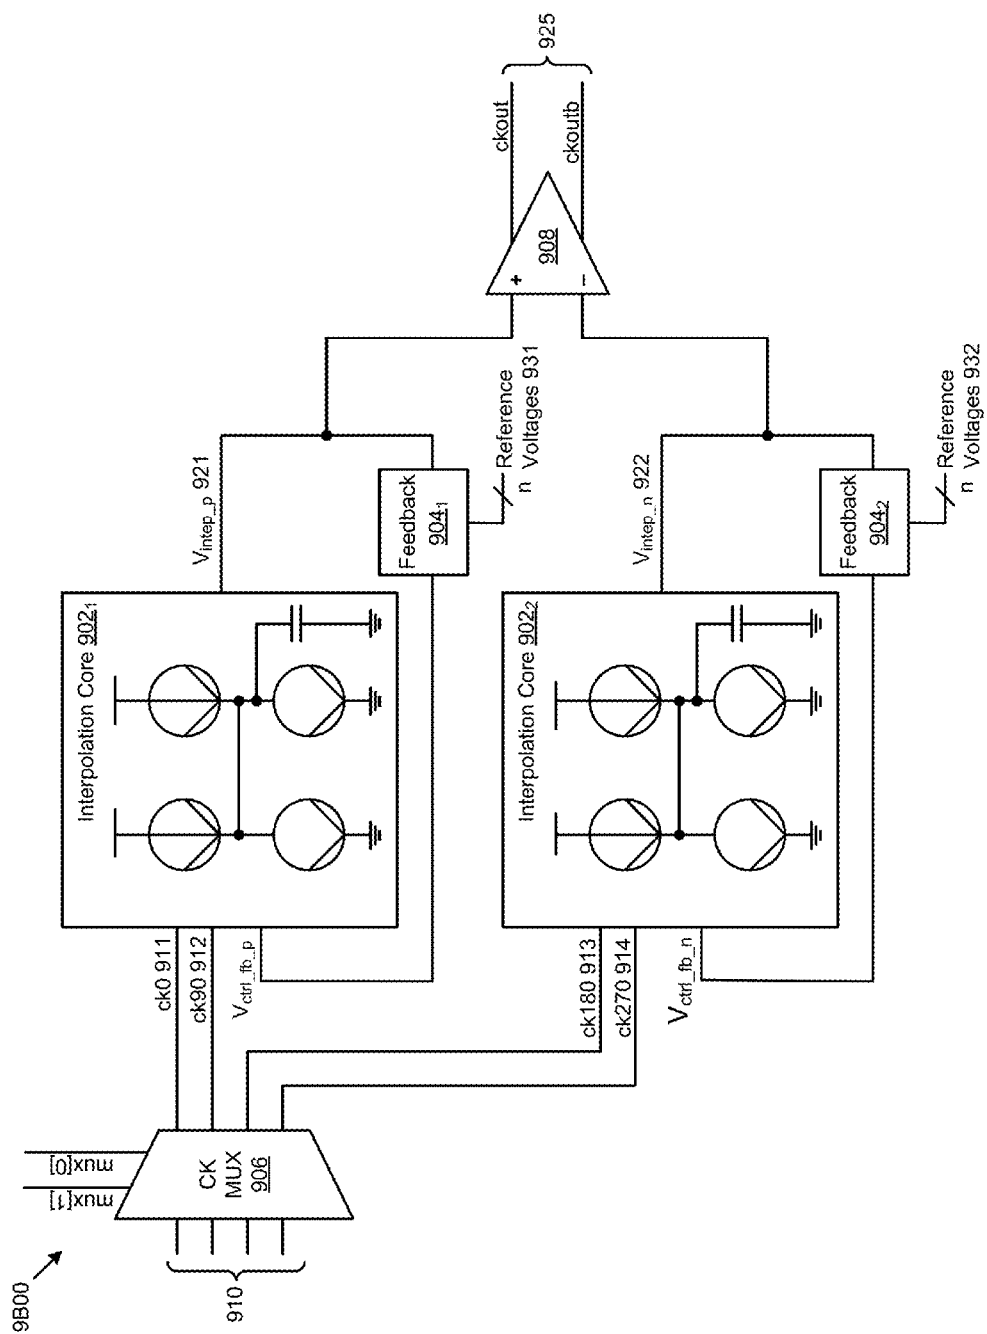 9B00
910
mux[1]
mux[0]
CK
MUX
906
ck0 911
ck90 912
Vctrl_fb_p
ck180 913
ck270 914
Vctrl_fb_n
Interpolation Core 902₁
Interpolation Core 902₂
Vintep_p 921
Feedback
904₁
n
Reference
Voltages 931
Vintep_n 922
Feedback
904₂
n
Reference
Voltages 932
+
−
908
ckout
ckoutb
925